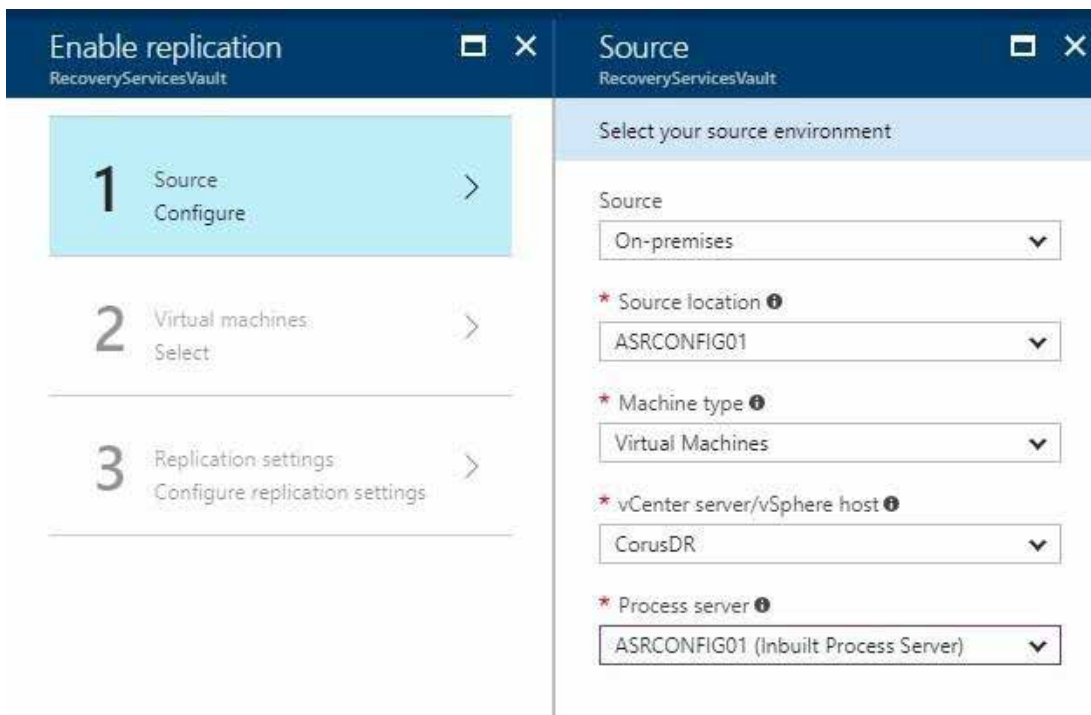 Enable replication
RecoveryServicesVault
1
Source
Configure
2
Virtual machines
Select
3
Replication settings
Configure replication settings
Source
RecoveryServicesVault
Select your source environment
Source
On-premises
* Source location
ASRCONFIG01
* Machine type
Virtual Machines
* vCenter server/vSphere host
CorusDR
* Process server
ASRCONFIG01 (Inbuilt Process Server)